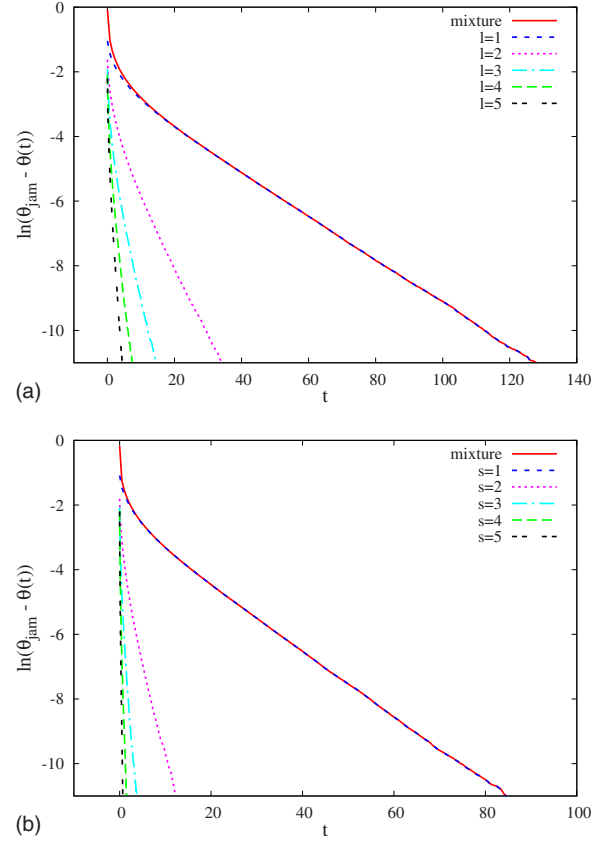 0
-2
-4
-6
-8
-10
ln(θjam - θ(t))
mixture
l=1
l=2
l=3
l=4
l=5
0 20 40 60 80 100 120 140
t
(a)
0
-2
-4
-6
-8
-10
ln(θjam - θ(t))
mixture
s=1
s=2
s=3
s=4
s=5
0 20 40 60 80 100
t
(b)